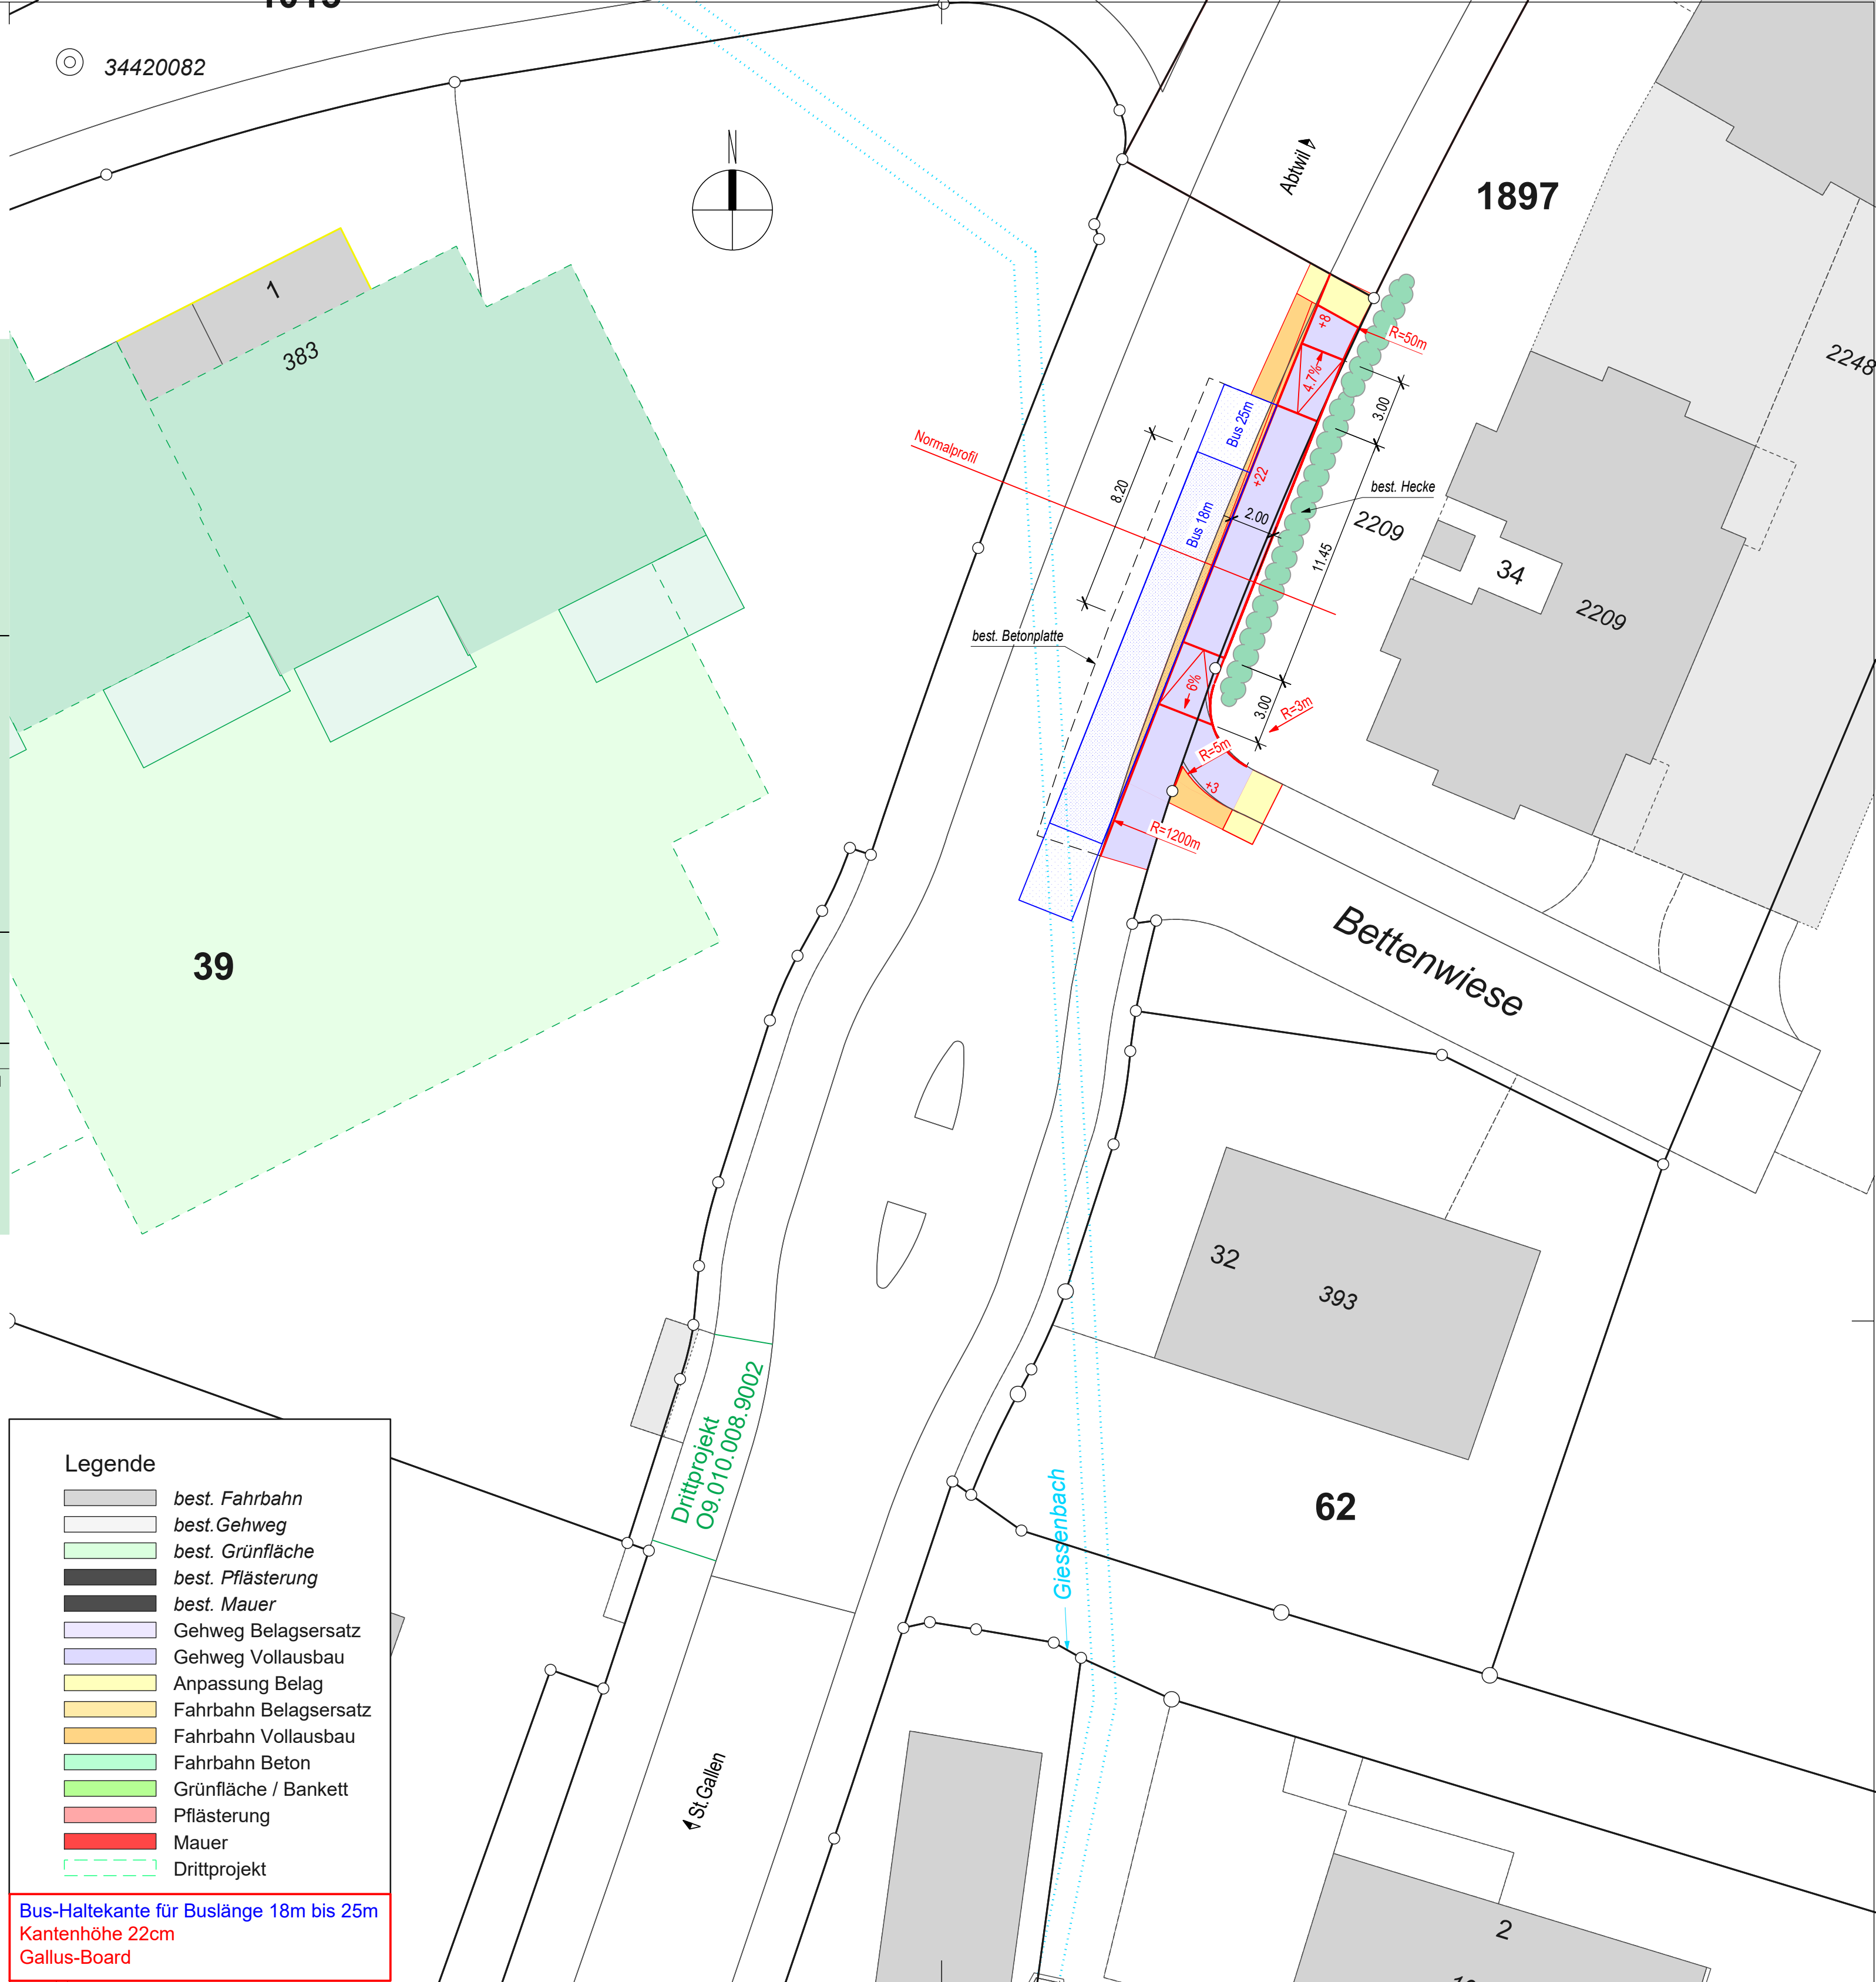 34420082
N
Abtwil
1897
1
383
2248
R=50m
+8
4.7%
3.00
Bus 25m
Normalprofil
+22
8.20
best. Hecke
2209
Bus 18m
2.00
11.45
34
2209
best. Betonplatte
6%
3.00
R=3m
R=5m
+3
R=1200m
39
Bettenwiese
32
393
Drittprojekt
O9.010.008.9002
62
Giessenbach
St.Gallen
2
Legende
best. Fahrbahn
best.Gehweg
best. Grünfläche
best. Pflästerung
best. Mauer
Gehweg Belagsersatz
Gehweg Vollausbau
Anpassung Belag
Fahrbahn Belagsersatz
Fahrbahn Vollausbau
Fahrbahn Beton
Grünfläche / Bankett
Pflästerung
Mauer
Drittprojekt
Bus-Haltekante für Buslänge 18m bis 25m
Kantenhöhe 22cm
Gallus-Board